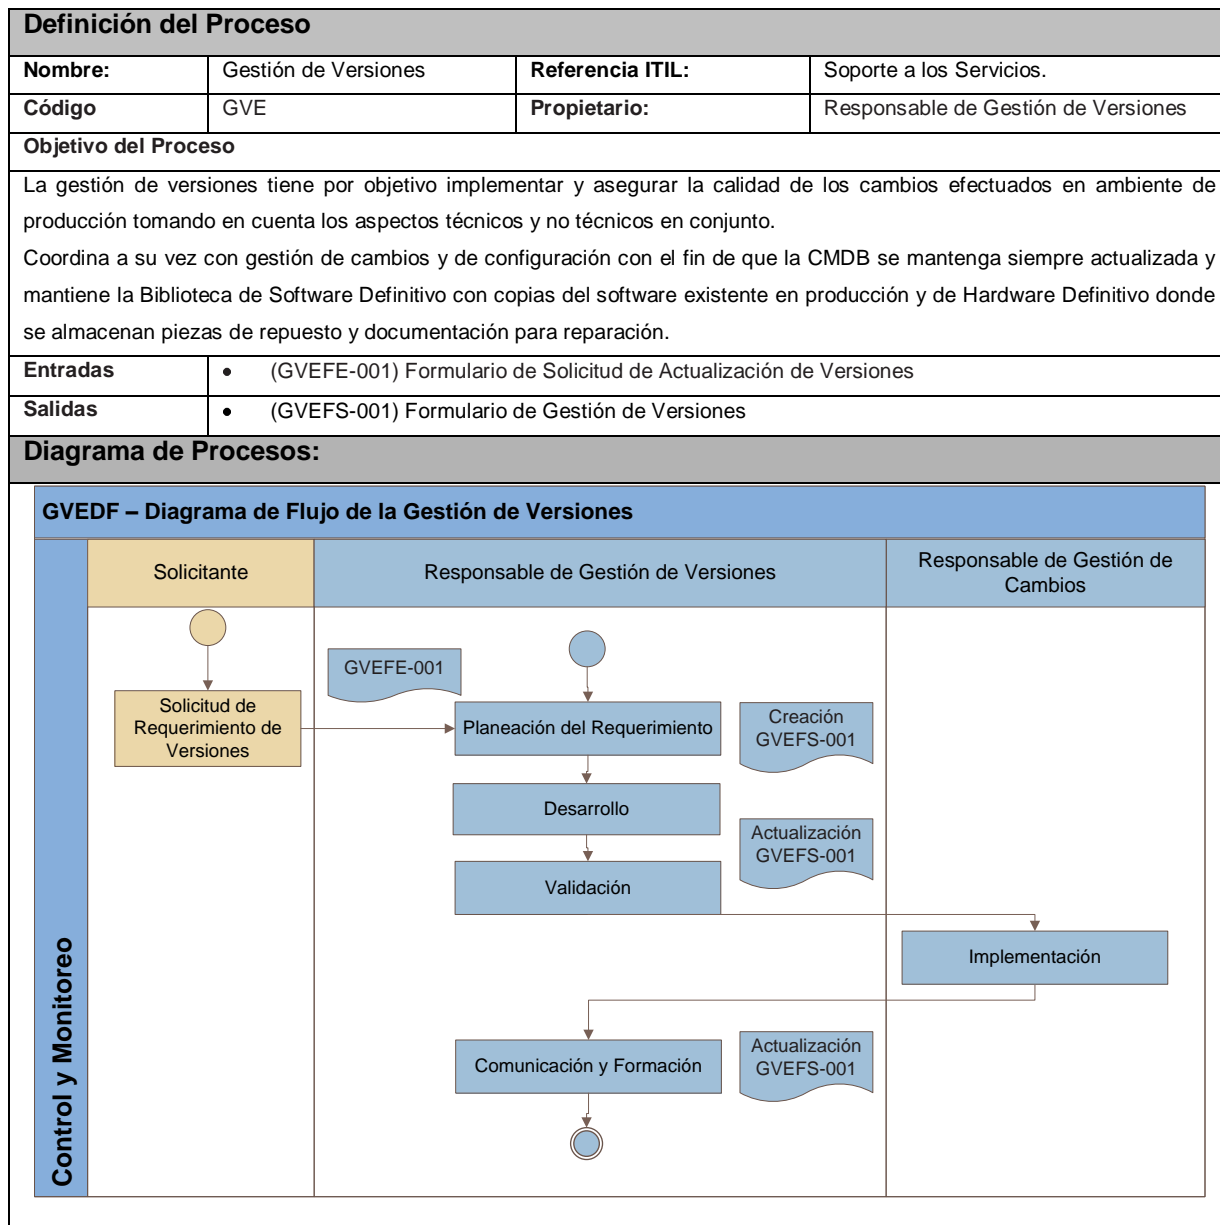 Definición del Proceso
Nombre: Gestión de Versiones Referencia ITIL: Soporte a los Servicios.
Código GVE Propietario: Responsable de Gestión de Versiones
Objetivo del Proceso
La gestión de versiones tiene por objetivo implementar y asegurar la calidad de los cambios efectuados en ambiente de
producción tomando en cuenta los aspectos técnicos y no técnicos en conjunto.
Coordina a su vez con gestión de cambios y de configuración con el fin de que la CMDB se mantenga siempre actualizada y
mantiene la Biblioteca de Software Definitivo con copias del software existente en producción y de Hardware Definitivo donde
se almacenan piezas de repuesto y documentación para reparación.
Entradas • (GVEFE-001) Formulario de Solicitud de Actualización de Versiones
Salidas • (GVEFS-001) Formulario de Gestión de Versiones
Diagrama de Procesos:
GVEDF – Diagrama de Flujo de la Gestión de Versiones
Control y Monitoreo
Solicitante
Responsable de Gestión de Versiones
Responsable de Gestión de
Cambios
Solicitud de
Requerimiento de
Versiones
GVEFE-001
Planeación del Requerimiento
Creación
GVEFS-001
Desarrollo
Actualización
GVEFS-001
Validación
Implementación
Comunicación y Formación
Actualización
GVEFS-001